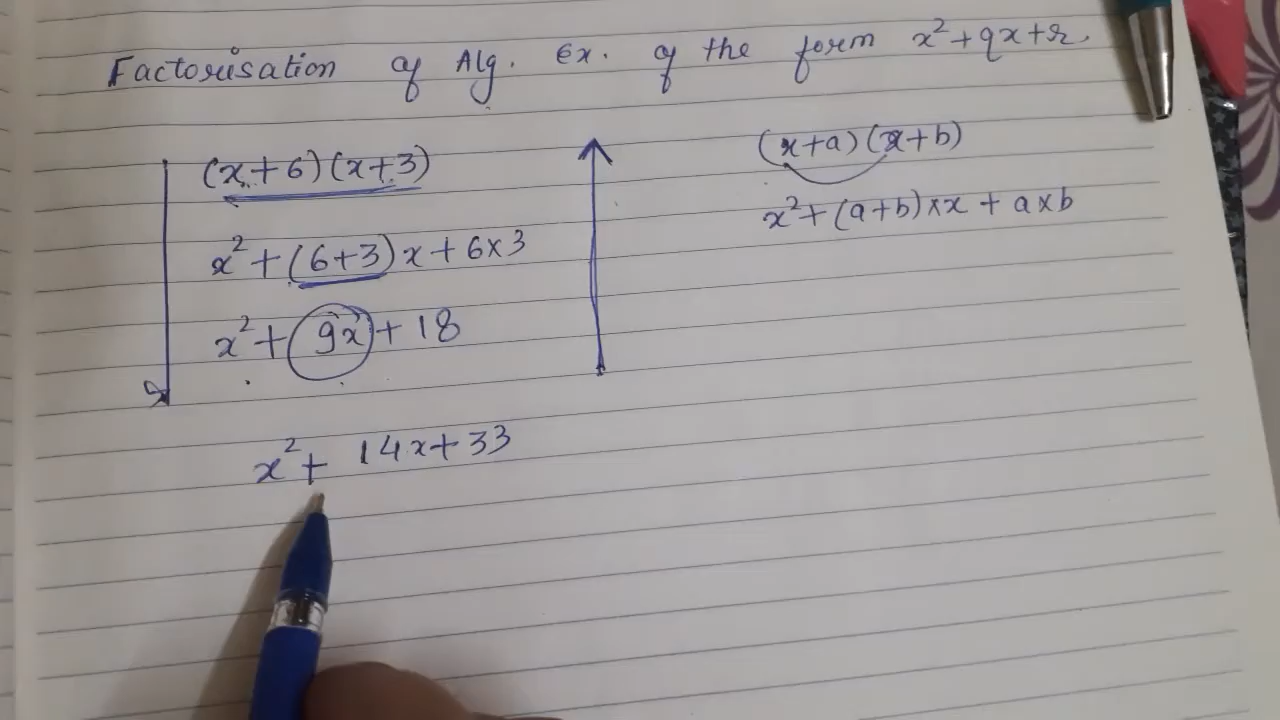 Factorisation of Alg. Ex. of the form x²+qx+r.
(x+6)(x+3)
x²+(6+3)x+6×3
x²+9x+18
x²+14x+33
(x+a)(x+b)
x²+(a+b)×x+a×b